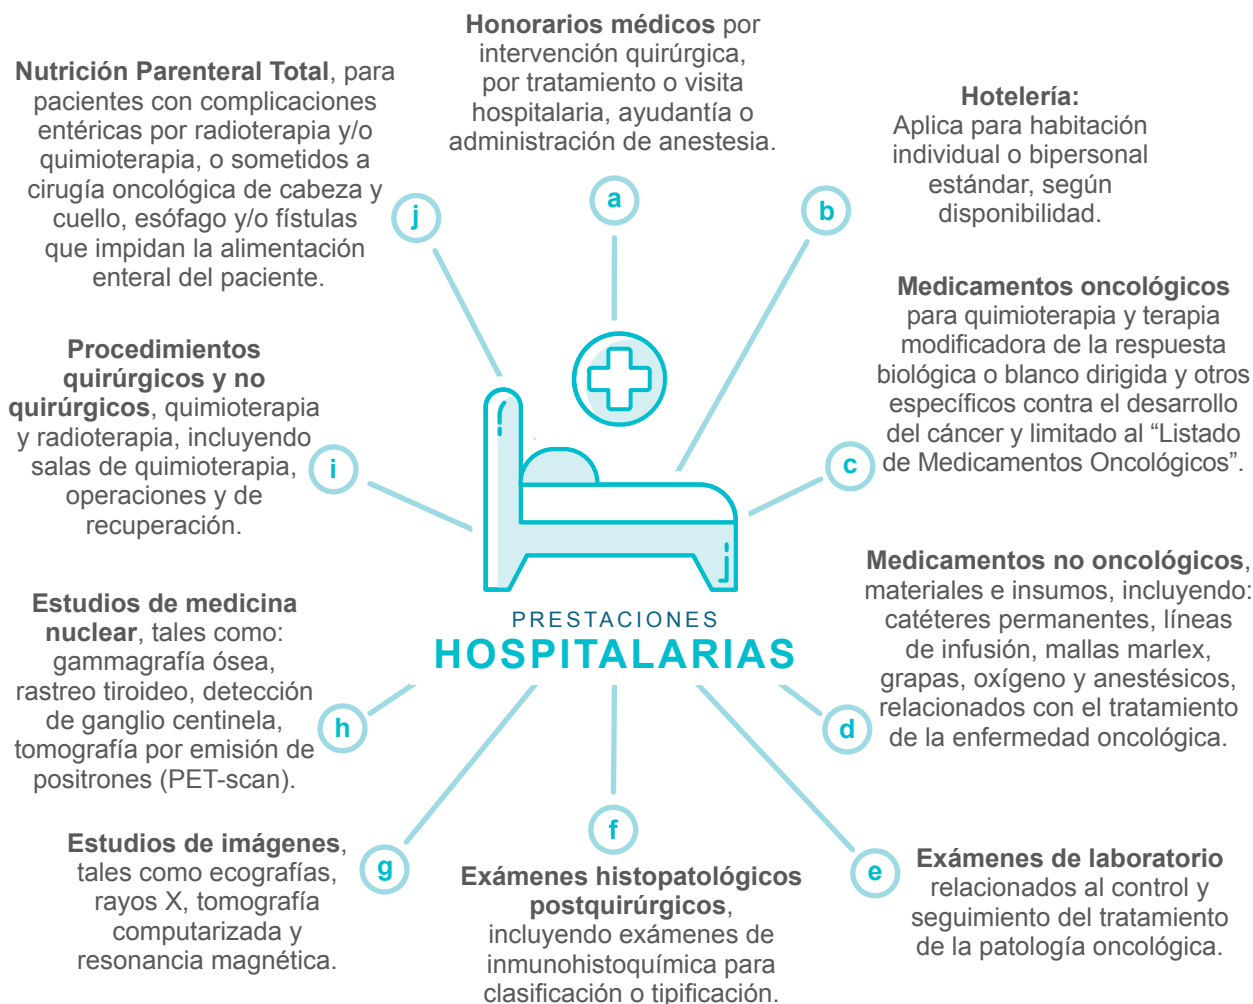 Honorarios médicos por
intervención quirúrgica,
por tratamiento o visita
hospitalaria, ayudantía o
administración de anestesia.
a
Hotelería:
Aplica para habitación
individual o bipersonal
estándar, según
disponibilidad.
b
Medicamentos oncológicos
para quimioterapia y terapia
modificadora de la respuesta
biológica o blanco dirigida y otros
específicos contra el desarrollo
del cáncer y limitado al “Listado
de Medicamentos Oncológicos”.
c
Medicamentos no oncológicos,
materiales e insumos, incluyendo:
catéteres permanentes, líneas
de infusión, mallas marlex,
grapas, oxígeno y anestésicos,
relacionados con el tratamiento
de la enfermedad oncológica.
d
Exámenes de laboratorio
relacionados al control y
seguimiento del tratamiento
de la patología oncológica.
e
f
Exámenes histopatológicos
postquirúrgicos,
incluyendo exámenes de
inmunohistoquímica para
clasificación o tipificación.
Estudios de imágenes,
tales como ecografías,
rayos X, tomografía
computarizada y
resonancia magnética.
g
Estudios de medicina
nuclear, tales como:
gammagrafía ósea,
rastreo tiroideo, detección
de ganglio centinela,
tomografía por emisión de
positrones (PET-scan).
h
Procedimientos
quirúrgicos y no
quirúrgicos, quimioterapia
y radioterapia, incluyendo
salas de quimioterapia,
operaciones y de
recuperación.
i
Nutrición Parenteral Total, para
pacientes con complicaciones
entéricas por radioterapia y/o
quimioterapia, o sometidos a
cirugía oncológica de cabeza y
cuello, esófago y/o fístulas
que impidan la alimentación
enteral del paciente.
j
PRESTACIONES
HOSPITALARIAS